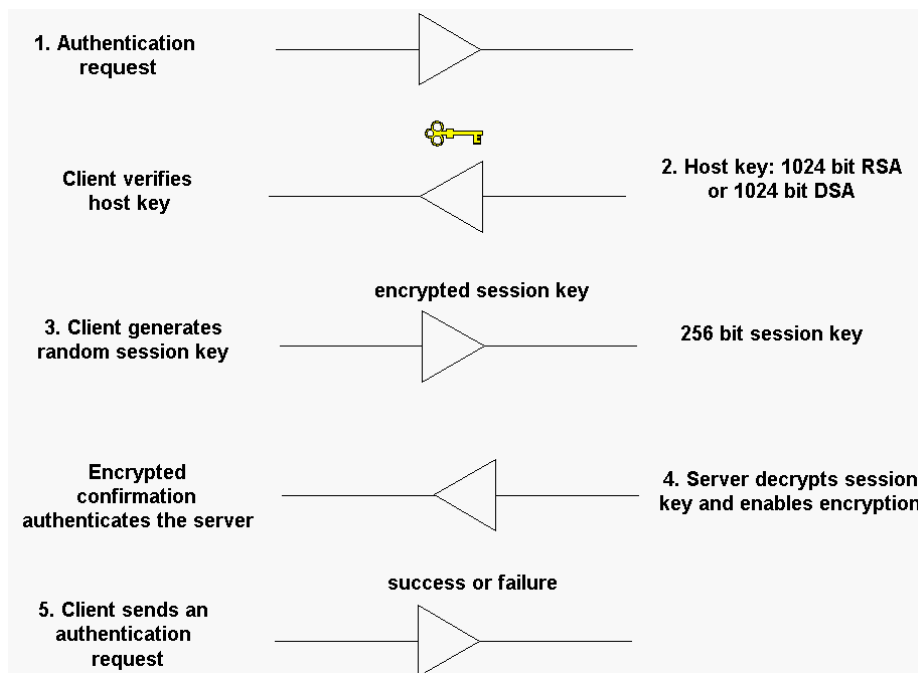 1. Authentication
request
Client verifies
host key
2. Host key: 1024 bit RSA
or 1024 bit DSA
encrypted session key
3. Client generates
random session key
256 bit session key
Encrypted
confirmation
authenticates the server
4. Server decrypts session
key and enables encryption
success or failure
5. Client sends an
authentication
request